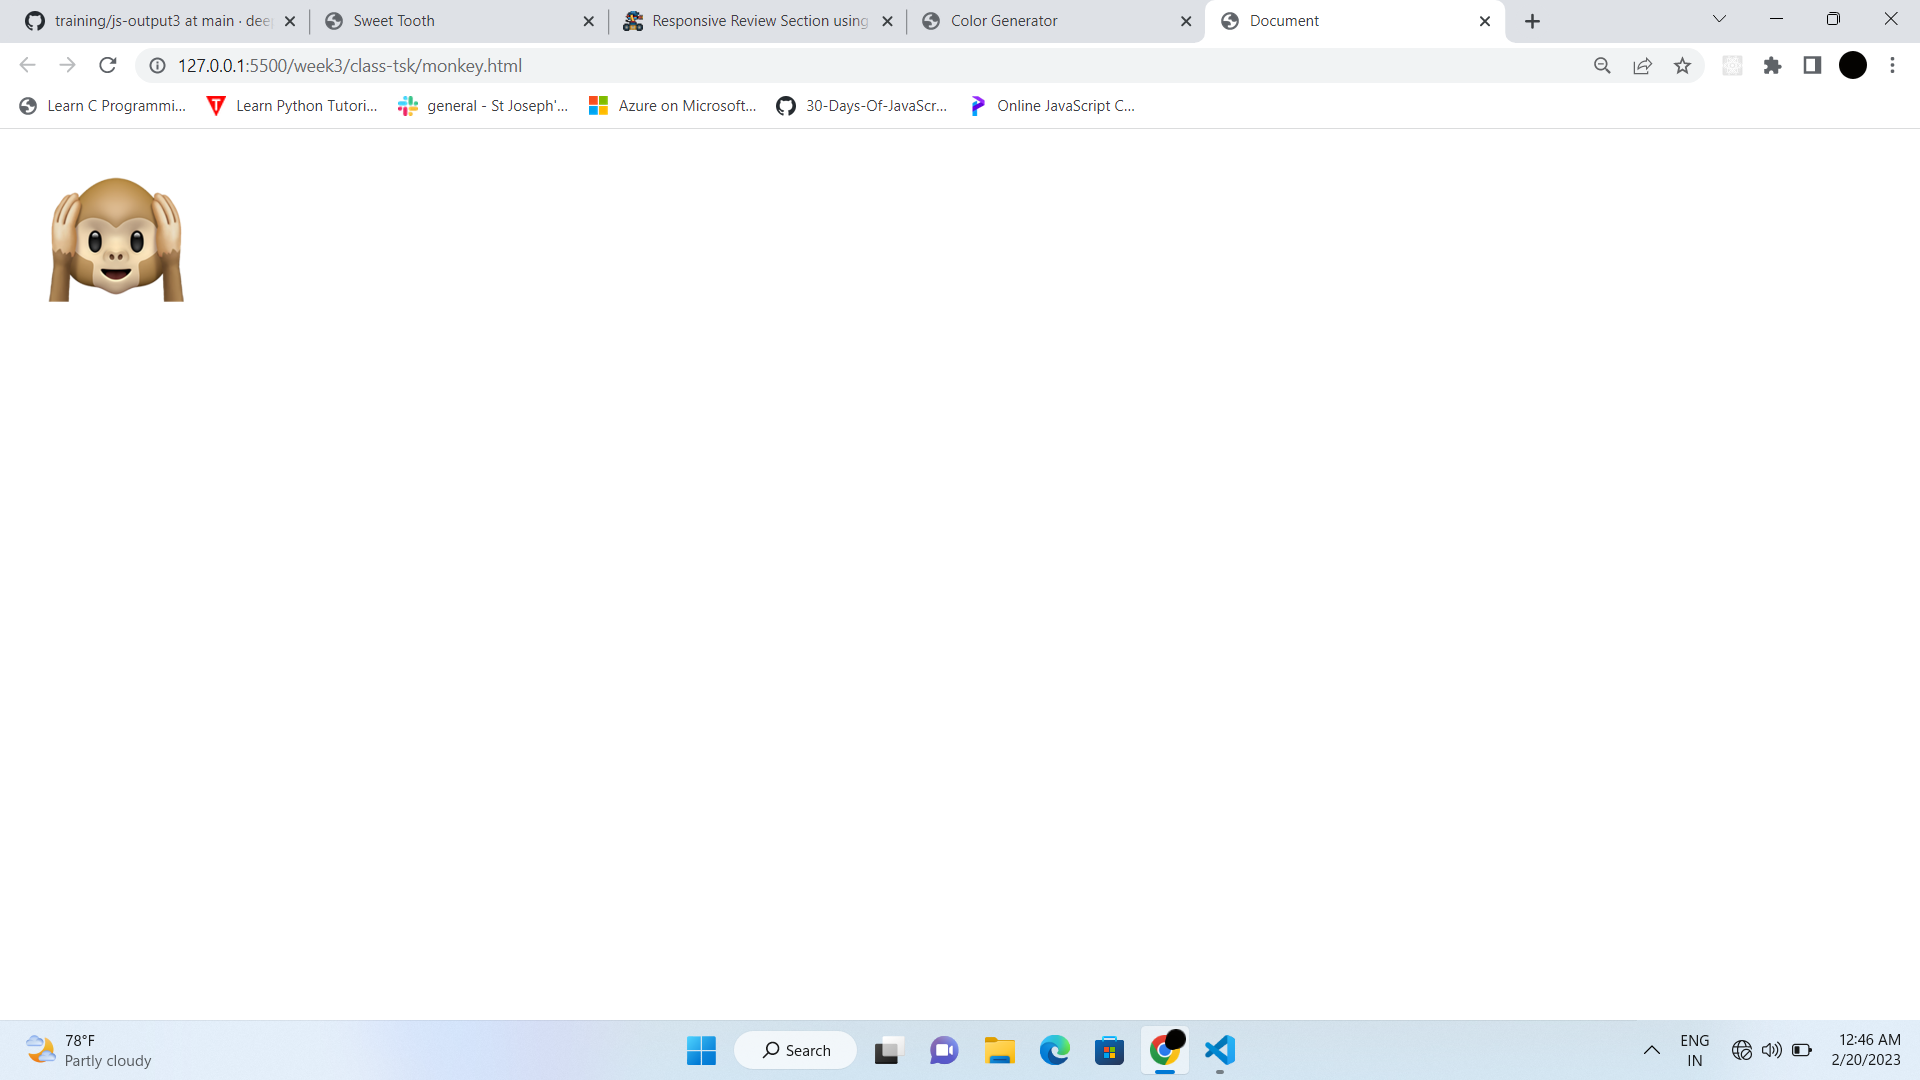 training/js-output3 at main · deep
Sweet Tooth
Responsive Review Section using
Color Generator
Document
127.0.0.1:5500/week3/class-tsk/monkey.html
Learn C Programmi...
Learn Python Tutori...
general - St Joseph'...
Azure on Microsoft...
30-Days-Of-JavaScr...
Online JavaScript C...
78°F
Partly cloudy
Search
ENG
IN
12:46 AM
2/20/2023